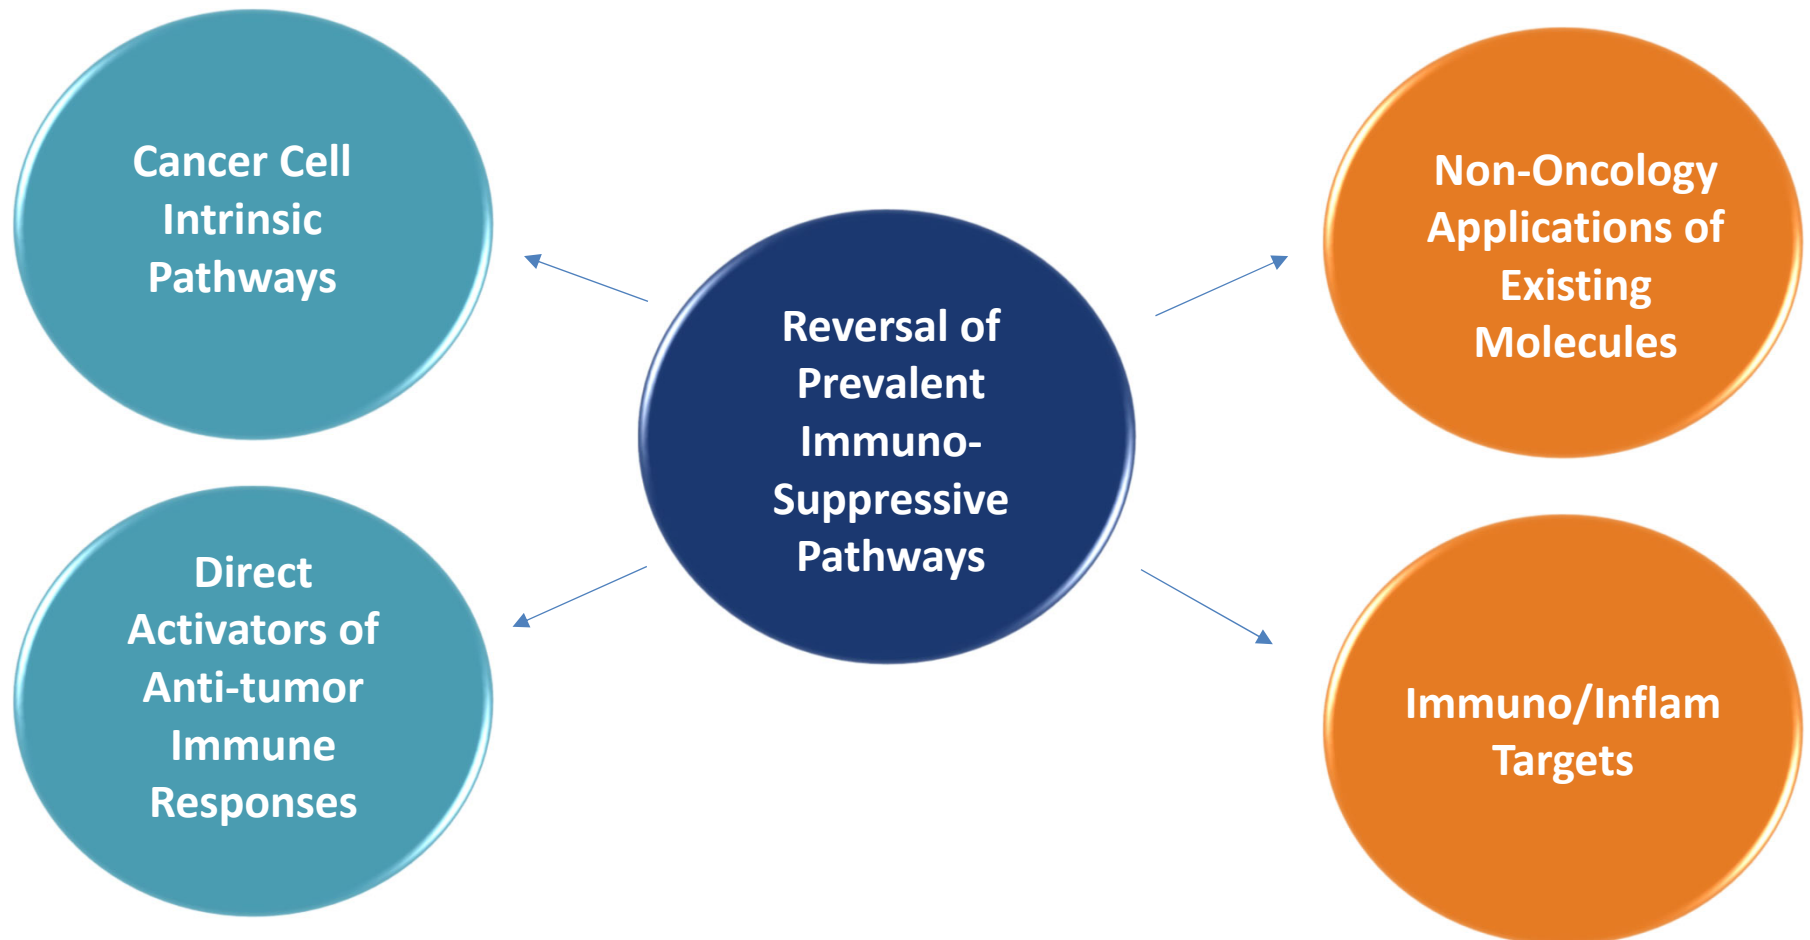 Cancer Cell
Intrinsic
Pathways
Direct
Activators of
Anti-tumor
Immune
Responses
Reversal of
Prevalent
Immuno-
Suppressive
Pathways
Non-Oncology
Applications of
Existing
Molecules
Immuno/Inflam
Targets